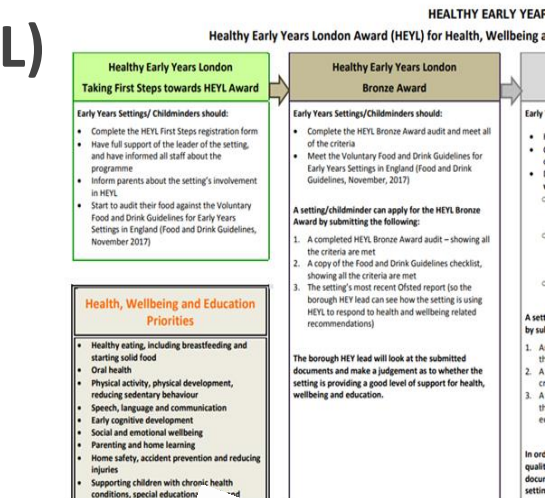 L)
HEALTHY EARLY YEAR
Healthy Early Years London Award (HEYL) for Health, Wellbeing a
Healthy Early Years London
Taking First Steps towards HEYL Award
Early Years Settings/ Childminders should:
• Complete the HEYL First Steps registration form
• Have full support of the leader of the setting,
and have informed all staff about the
programme
• Inform parents about the setting's involvement
in HEYL
• Start to audit their food against the Voluntary
Food and Drink Guidelines for Early Years
Settings in England (Food and Drink Guidelines,
November 2017)
Health, Wellbeing and Education
Priorities
• Healthy eating, including breastfeeding and
starting solid food
• Oral health
• Physical activity, physical development,
reducing sedentary behaviour
• Speech, language and communication
• Early cognitive development
• Social and emotional wellbeing
• Parenting and home learning
• Home safety, accident prevention and reducing
injuries
• Supporting children with chronic health
conditions, special education
Healthy Early Years London
Bronze Award
Early Years Settings/Childminders should:
• Complete the HEYL Bronze Award audit and meet all
of the criteria
• Meet the Voluntary Food and Drink Guidelines for
Early Years Settings in England (Food and Drink
Guidelines, November, 2017)
A setting/childminder can apply for the HEYL Bronze
Award by submitting the following:
1. A completed HEYL Bronze Award audit – showing all
the criteria are met
2. A copy of the Food and Drink Guidelines checklist,
showing all the criteria are met
3. The setting's most recent Ofsted report (so the
borough HEY lead can see how the setting is using
HEYL to respond to health and wellbeing related
recommendations)
The borough HEY lead will look at the submitted
documents and make a judgement as to whether the
setting is providing a good level of support for health,
wellbeing and education.
Early
A sett
by sul
1. A
2. A
3. A
In ord
qualit
docum
settin